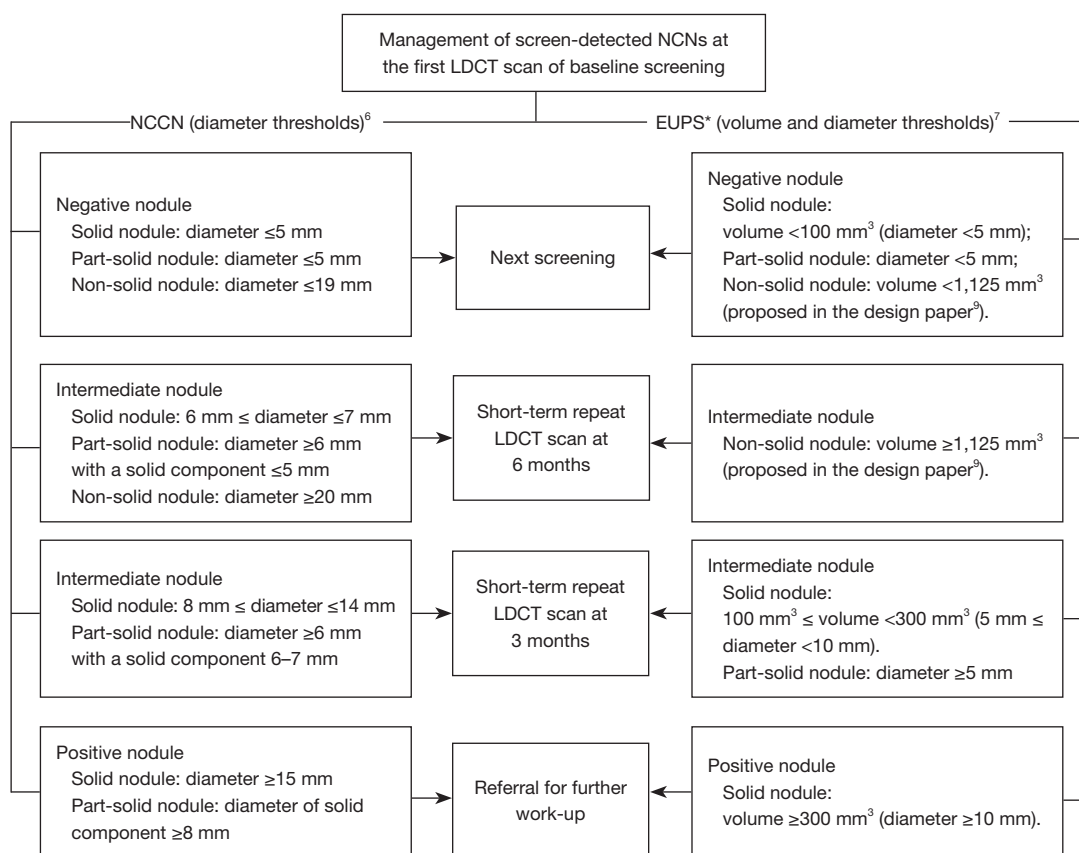 Management of screen-detected NCNs at
the first LDCT scan of baseline screening
NCCN (diameter thresholds)⁶
EUPS* (volume and diameter thresholds)⁷
Negative nodule
Solid nodule: diameter ≤5 mm
Part-solid nodule: diameter ≤5 mm
Non-solid nodule: diameter ≤19 mm
Next screening
Negative nodule
Solid nodule:
volume <100 mm³ (diameter <5 mm);
Part-solid nodule: diameter <5 mm;
Non-solid nodule: volume <1,125 mm³
(proposed in the design paper⁹).
Intermediate nodule
Solid nodule: 6 mm ≤ diameter ≤7 mm
Part-solid nodule: diameter ≥6 mm
with a solid component ≤5 mm
Non-solid nodule: diameter ≥20 mm
Short-term repeat
LDCT scan at
6 months
Intermediate nodule
Non-solid nodule: volume ≥1,125 mm³
(proposed in the design paper⁹).
Intermediate nodule
Solid nodule: 8 mm ≤ diameter ≤14 mm
Part-solid nodule: diameter ≥6 mm
with a solid component 6–7 mm
Short-term repeat
LDCT scan at
3 months
Intermediate nodule
Solid nodule:
100 mm³ ≤ volume <300 mm³ (5 mm ≤
diameter <10 mm).
Part-solid nodule: diameter ≥5 mm
Positive nodule
Solid nodule: diameter ≥15 mm
Part-solid nodule: diameter of solid
component ≥8 mm
Referral for further
work-up
Positive nodule
Solid nodule:
volume ≥300 mm³ (diameter ≥10 mm).